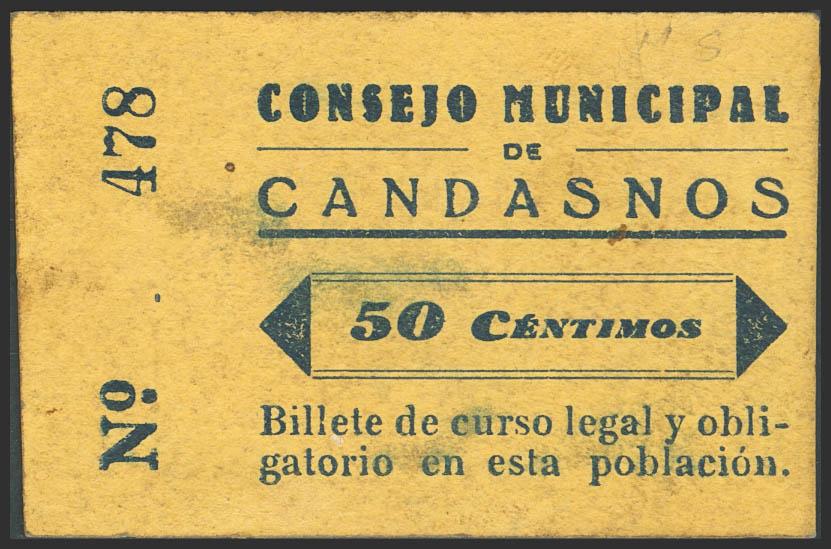 Nº. 478
CONSEJO MUNICIPAL
DE
CANDASNOS
50 CÉNTIMOS
Billete de curso legal y obli-
gatorio en esta población.